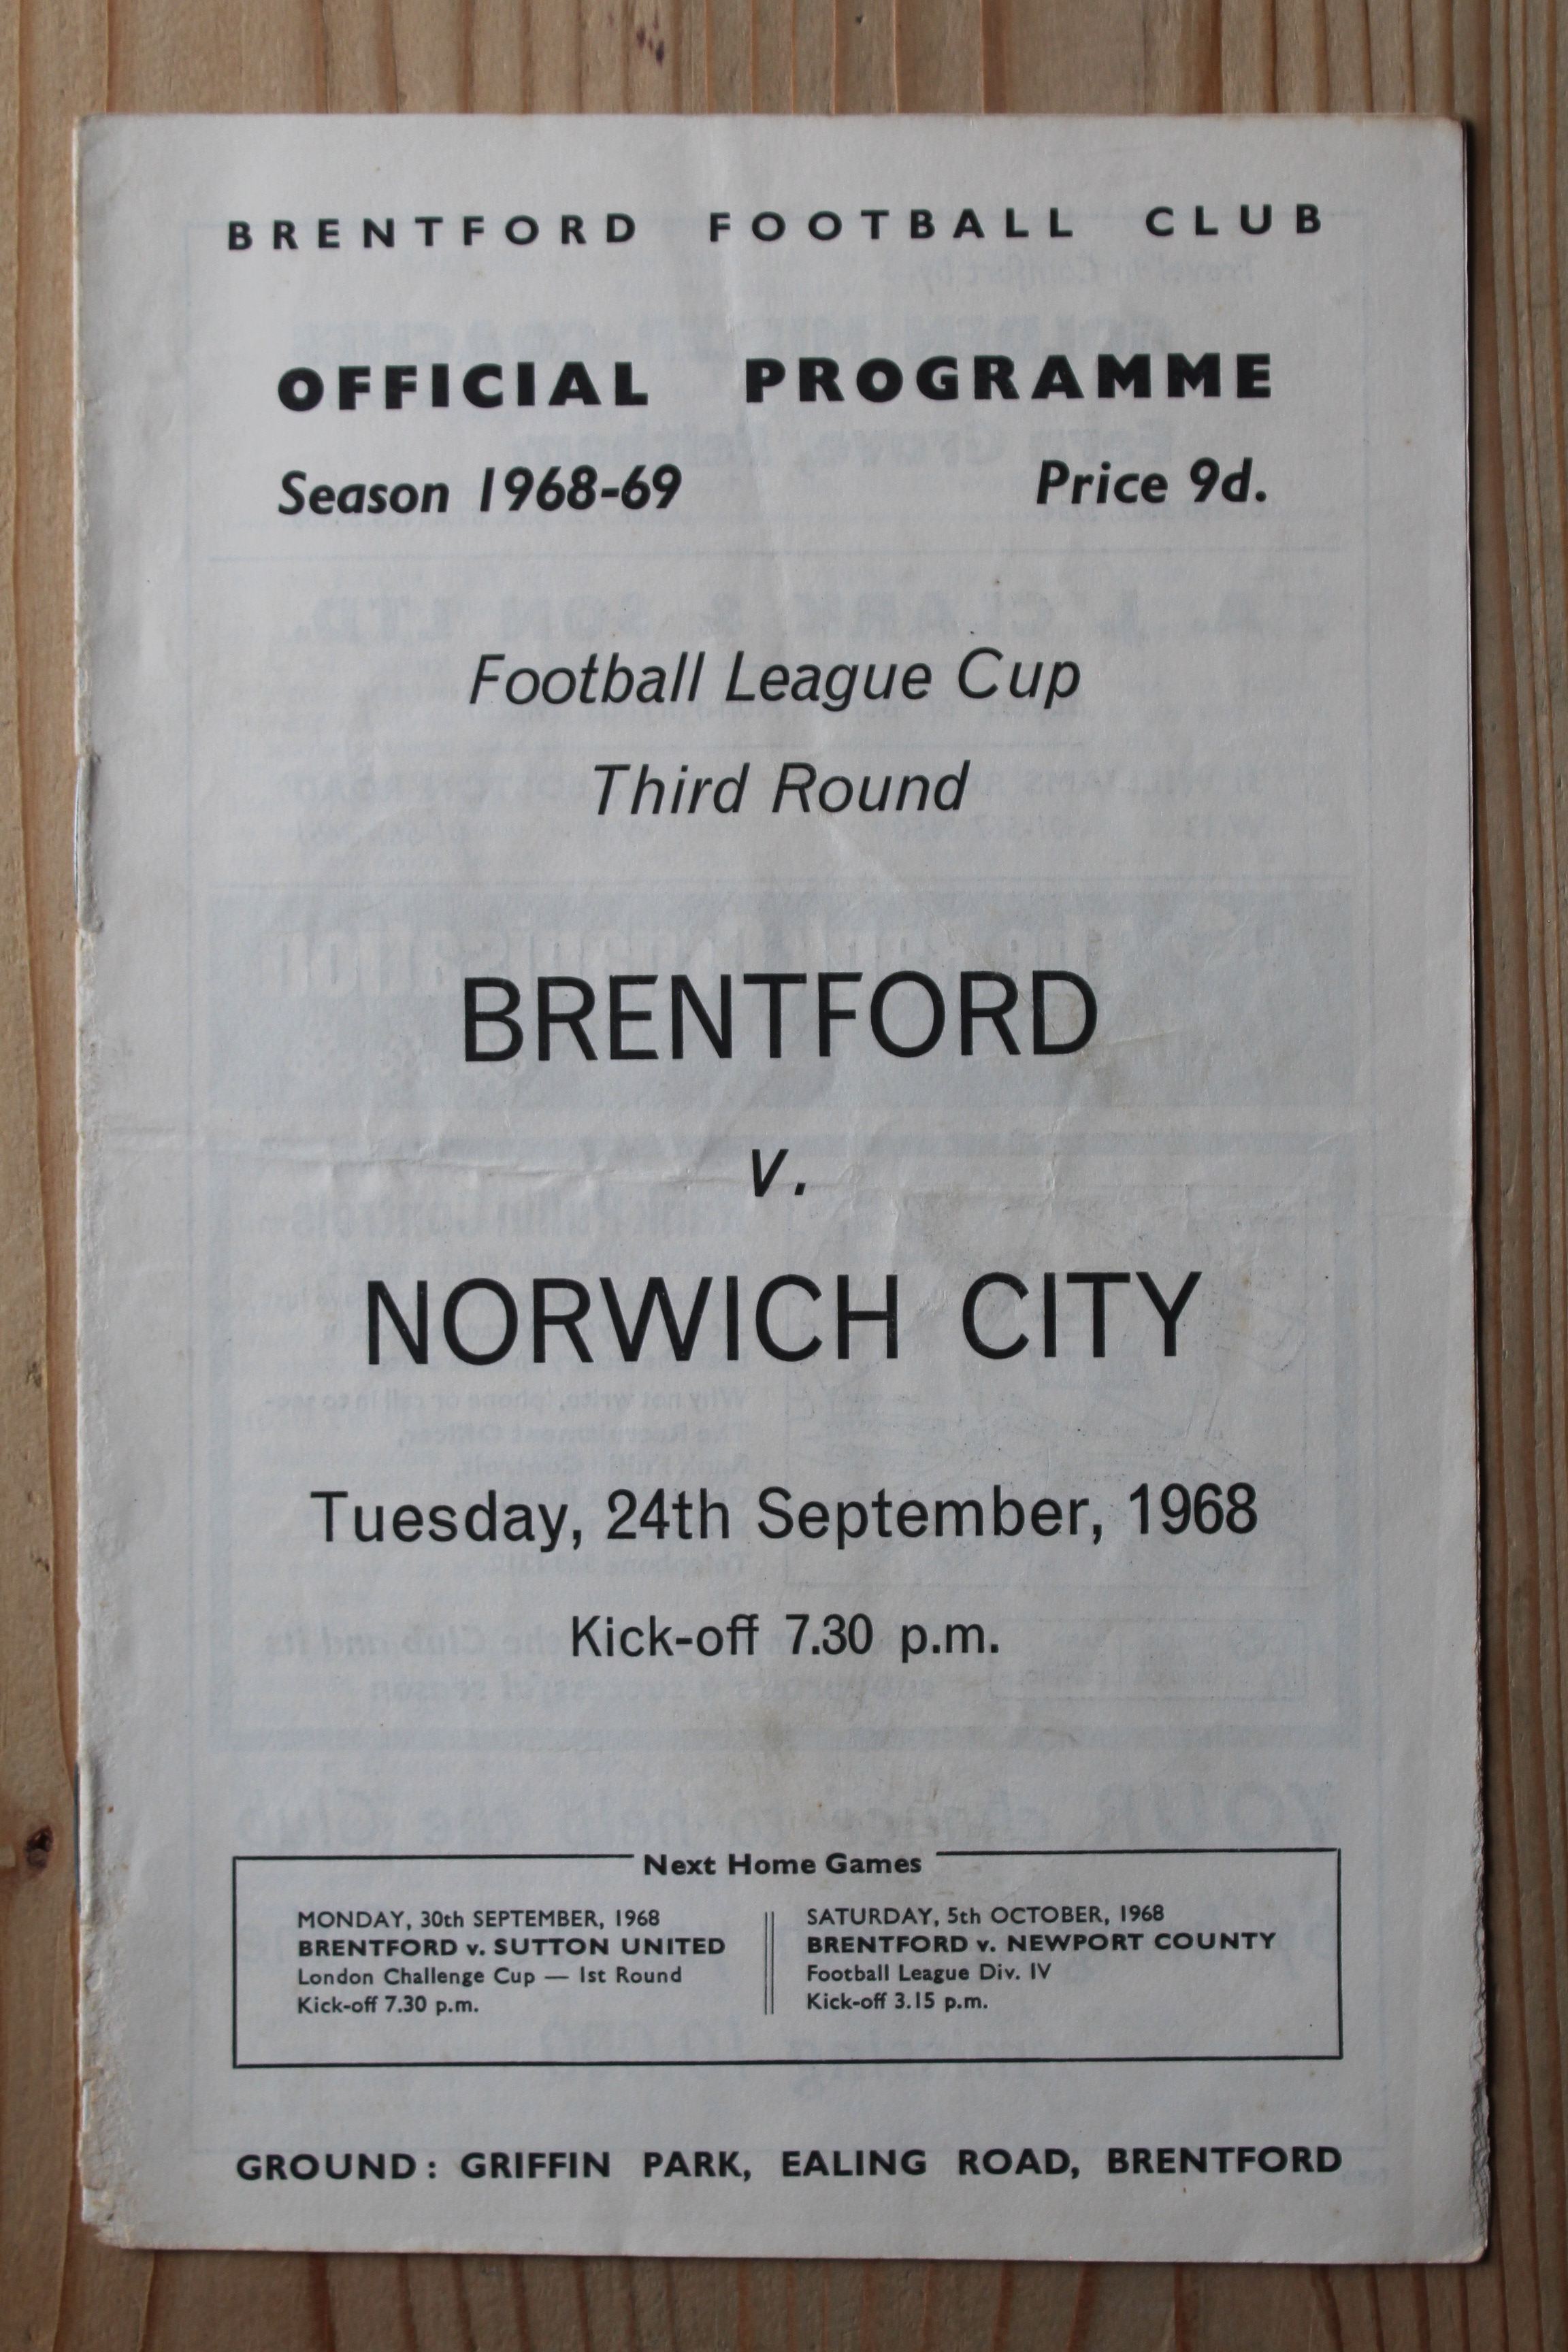 BRENTFORD FOOTBALL CLUB
OFFICIAL PROGRAMME
Season 1968-69 Price 9d.
Football League Cup
Third Round
BRENTFORD
v.
NORWICH CITY
Tuesday, 24th September, 1968
Kick-off 7.30 p.m.
Next Home Games
MONDAY, 30th SEPTEMBER, 1968
BRENTFORD v. SUTTON UNITED
London Challenge Cup — 1st Round
Kick-off 7.30 p.m.
SATURDAY, 5th OCTOBER, 1968
BRENTFORD v. NEWPORT COUNTY
Football League Div. IV
Kick-off 3.15 p.m.
GROUND: GRIFFIN PARK, EALING ROAD, BRENTFORD